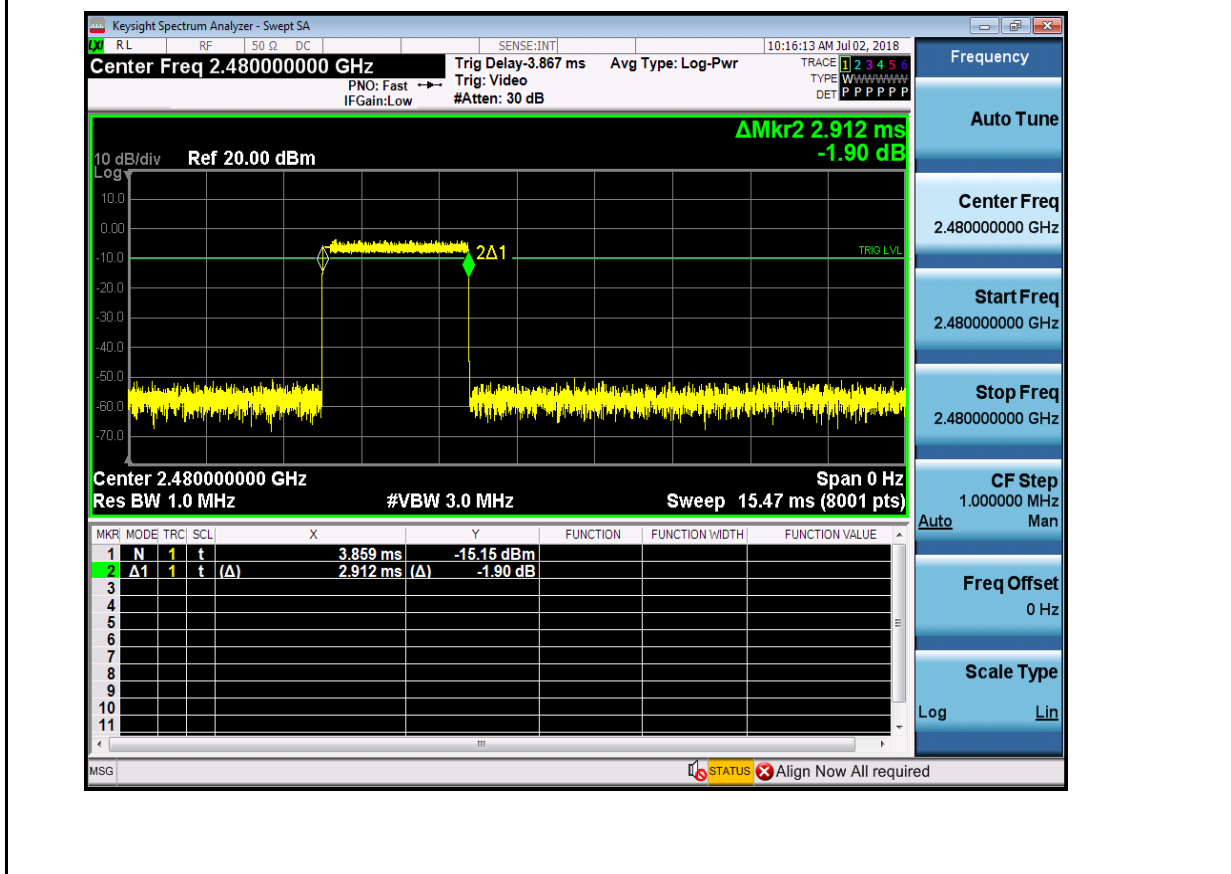 Keysight Spectrum Analyzer - Swept SA
LXI RL RF 50 Ω DC SENSE:INT 10:16:13 AM Jul 02, 2018
Center Freq 2.480000000 GHz
PNO: Fast
IFGain:Low
Trig Delay-3.867 ms
Trig: Video
#Atten: 30 dB
Avg Type: Log-Pwr
TRACE 1 2 3 4 5 6
TYPE WWWWWW
DET P P P P P P
ΔMkr2 2.912 ms
-1.90 dB
10 dB/div
Log
Ref 20.00 dBm
10.0
0.00
-10.0
-20.0
-30.0
-40.0
-50.0
-60.0
-70.0
2Δ1
TRIG LVL
Center 2.480000000 GHz Span 0 Hz
Res BW 1.0 MHz #VBW 3.0 MHz Sweep 15.47 ms (8001 pts)
MKR MODE TRC SCL X Y FUNCTION FUNCTION WIDTH FUNCTION VALUE
1 N 1 t 3.859 ms -15.15 dBm
2 Δ1 1 t (Δ) 2.912 ms (Δ) -1.90 dB
3
4
5
6
7
8
9
10
11
MSG STATUS Align Now All required
Frequency
Auto Tune
Center Freq
2.480000000 GHz
Start Freq
2.480000000 GHz
Stop Freq
2.480000000 GHz
CF Step
1.000000 MHz
Auto Man
Freq Offset
0 Hz
Scale Type
Log Lin